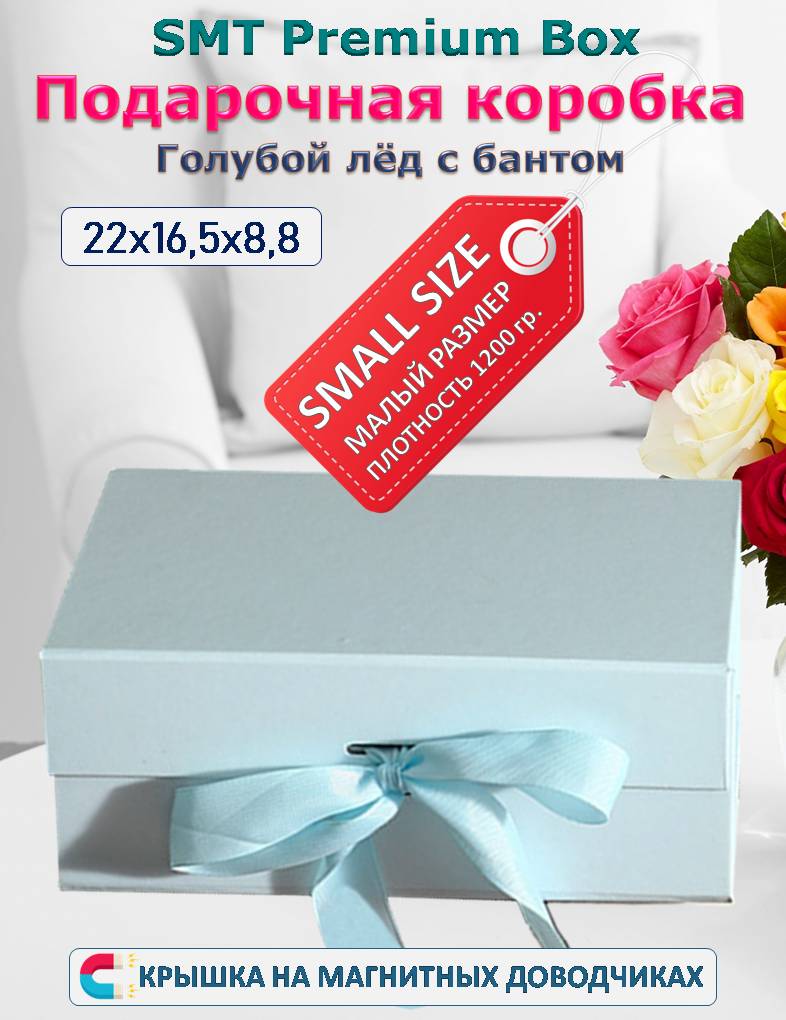 SMT Premium Box
Подарочная коробка
Голубой лёд с бантом
22x16,5x8,8
SMALL SIZE
МАЛЫЙ РАЗМЕР
ПЛОТНОСТЬ 1200 гр.
КРЫШКА НА МАГНИТНЫХ ДОВОДЧИКАХ